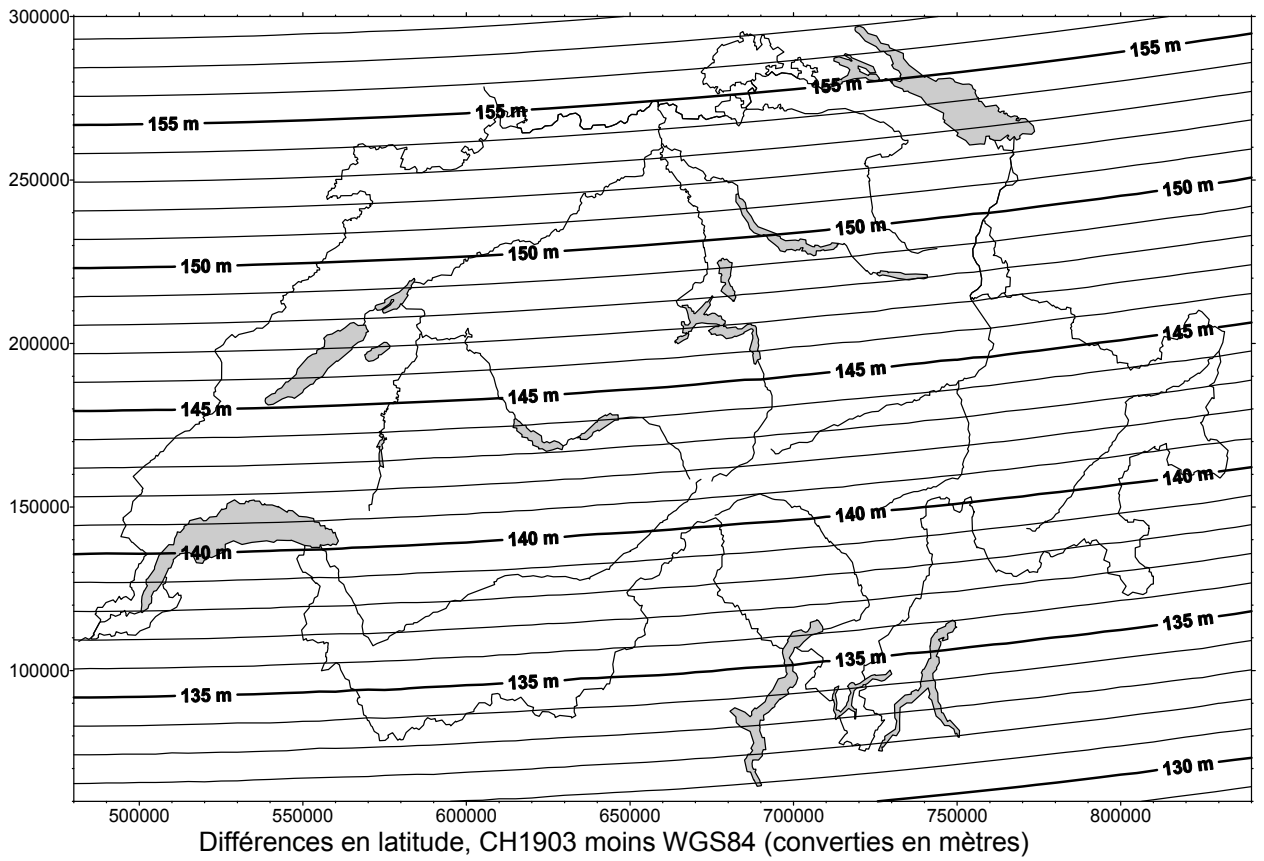 300000
155 m
155 m
155 m
155 m
250000
150 m
150 m
150 m
150 m
200000
145 m
145 m
145 m
145 m
150000
140 m
140 m
140 m
140 m
100000
135 m
135 m
135 m
135 m
130 m
500000 550000 600000 650000 700000 750000 800000
Différences en latitude, CH1903 moins WGS84 (converties en mètres)